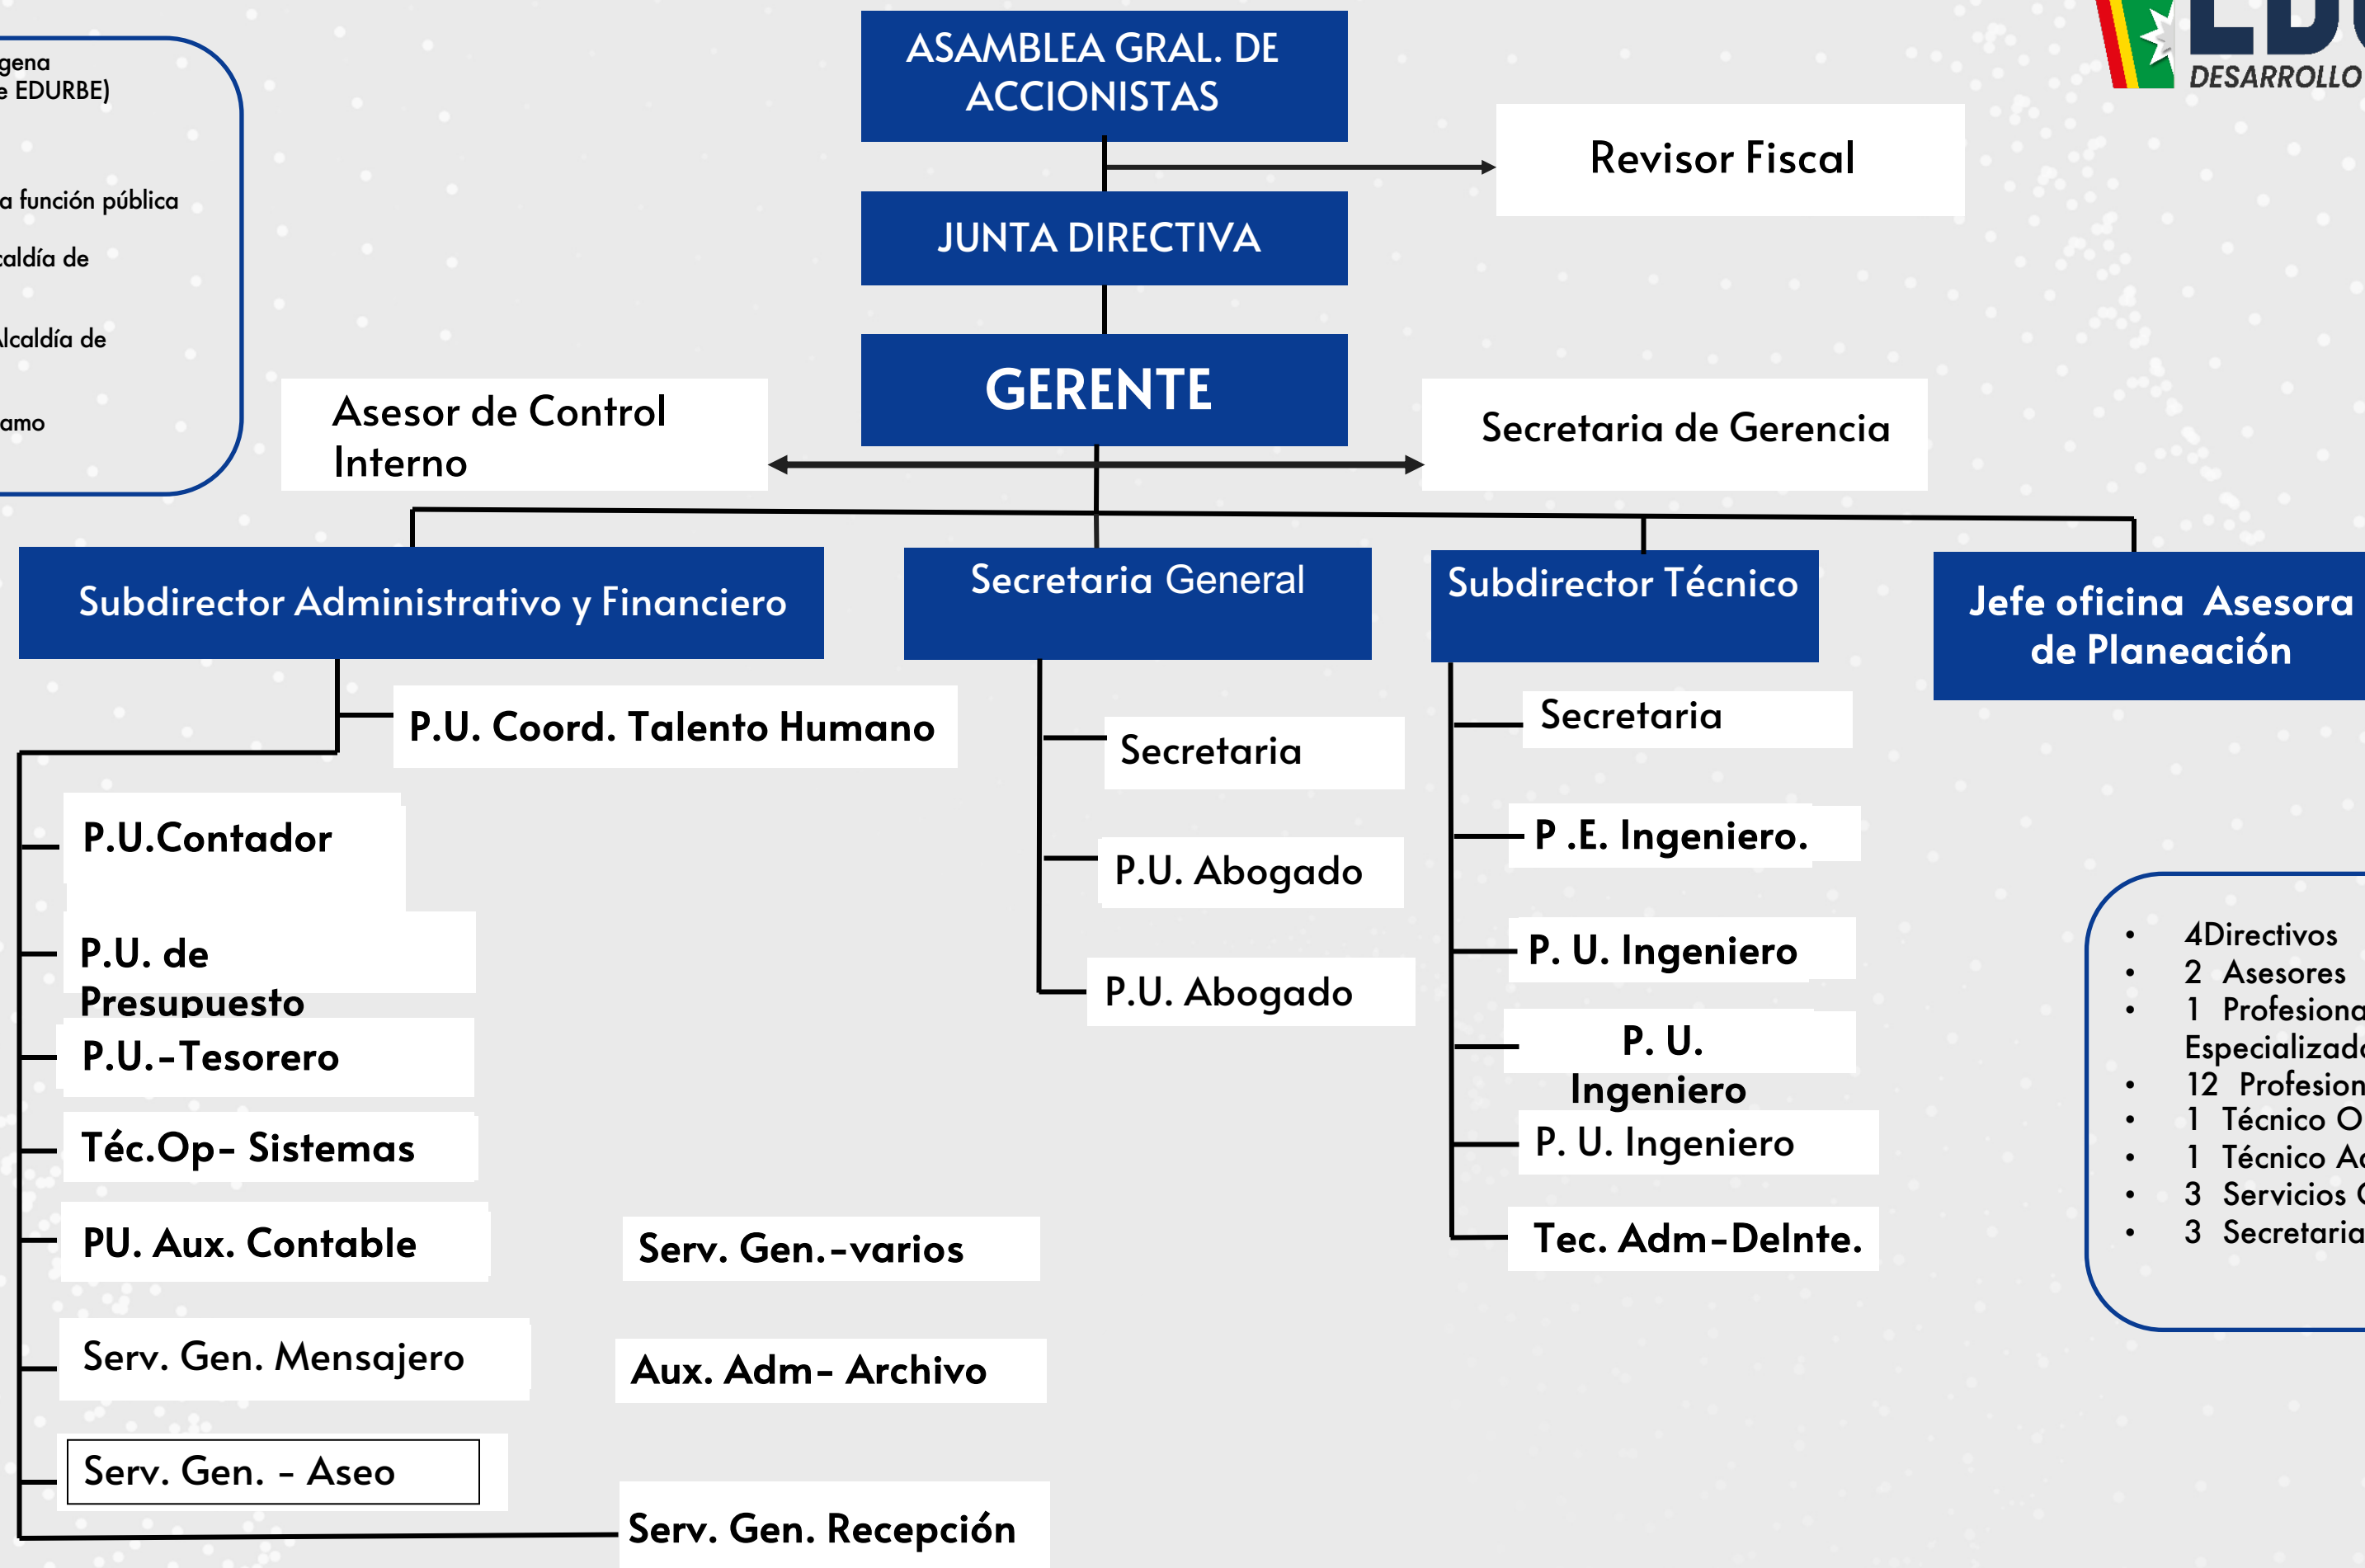 ASAMBLEA GRAL. DE
ACCIONISTAS
DESARROLLO
gena
e EDURBE)
a función pública
caldía de
Alcaldía de
amo
Revisor Fiscal
JUNTA DIRECTIVA
GERENTE
Asesor de Control
Interno
Secretaria de Gerencia
Subdirector Administrativo y Financiero
Secretaria General
Subdirector Técnico
Jefe oficina Asesora
de Planeación
P.U. Coord. Talento Humano
P.U.Contador
P.U. de
Presupuesto
P.U.-Tesorero
Téc.Op- Sistemas
PU. Aux. Contable
Serv. Gen. Mensajero
Serv. Gen. - Aseo
Serv. Gen.-varios
Aux. Adm- Archivo
Serv. Gen. Recepción
Secretaria
P.U. Abogado
P.U. Abogado
Secretaria
P .E. Ingeniero.
P. U. Ingeniero
P. U.
Ingeniero
P. U. Ingeniero
Tec. Adm-Delnte.
• 4Directivos
• 2 Asesores
• 1 Profesiona
Especializad
• 12 Profesion
• 1 Técnico O
• 1 Técnico A
• 3 Servicios
• 3 Secretaria